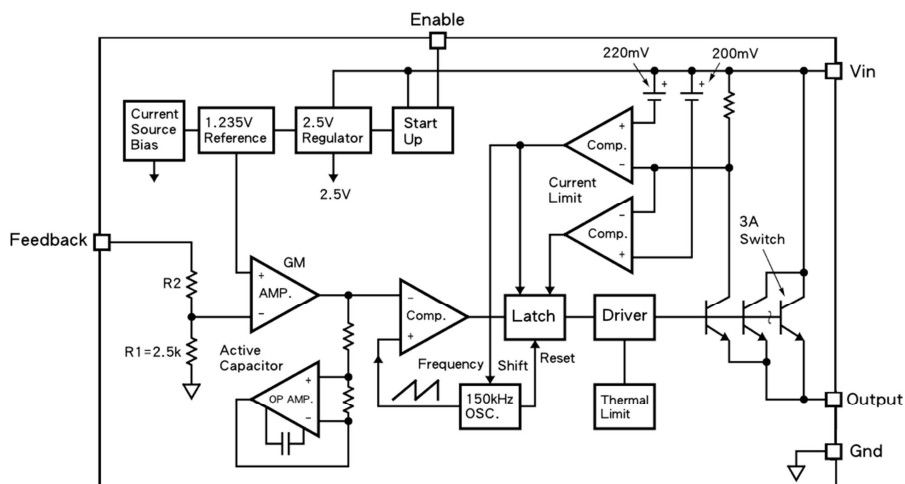 Enable
220mV
200mV
Vin
Current
Source
Bias
1.235V
Reference
2.5V
Regulator
Start
Up
2.5V
+
+
+
Comp.
−
Current
Limit
−
Comp.
+
3A
Switch
Feedback
R2
R1=2.5k
GM
+
AMP.
−
−
Comp.
+
Latch
Driver
Active
Capacitor
+
OP AMP.
−
Frequency
Shift
Reset
150kHz
OSC.
Thermal
Limit
Output
Gnd